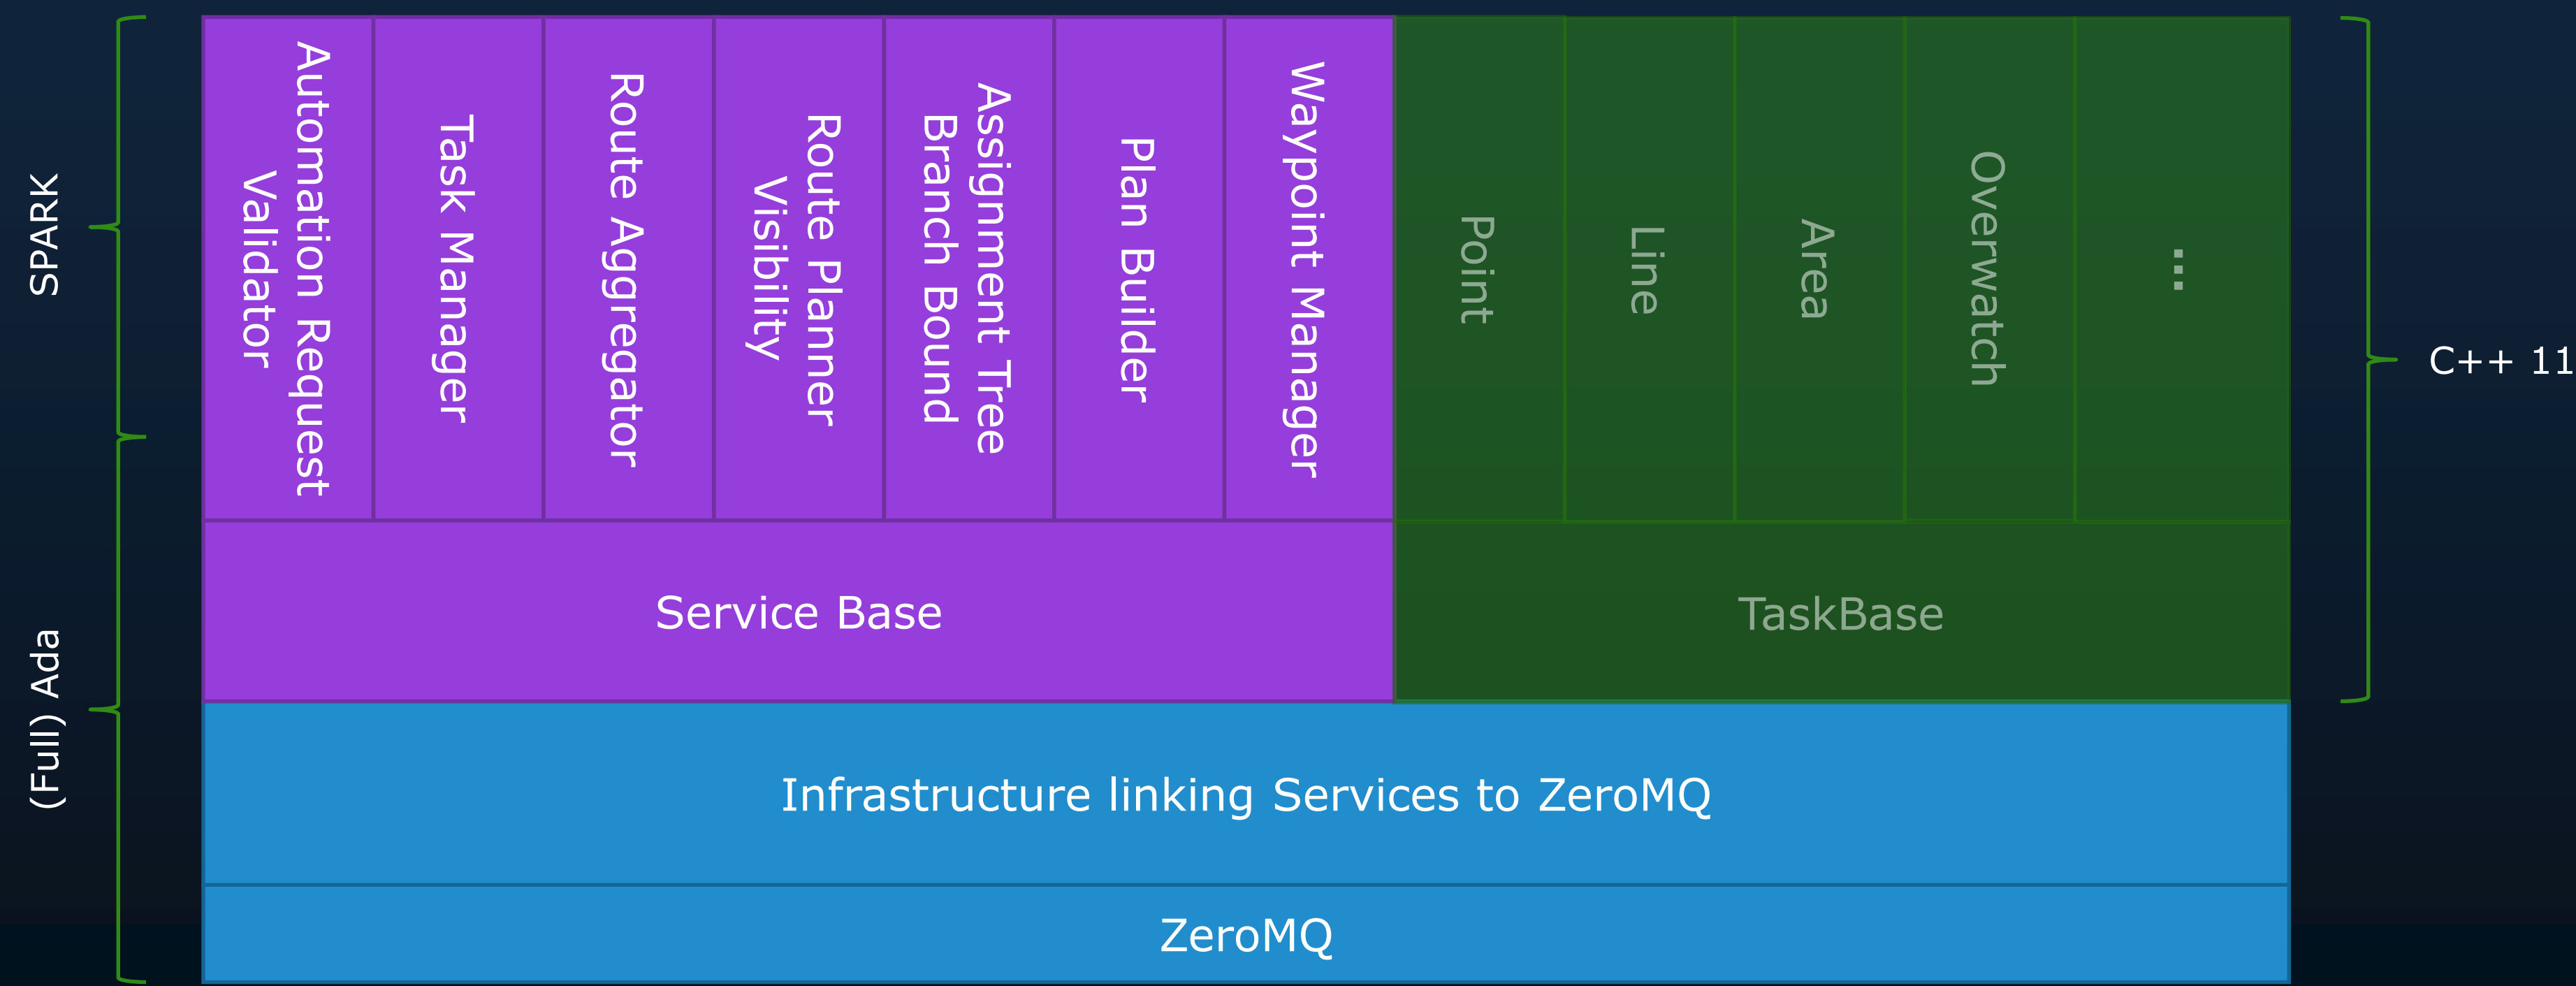 SPARK
(Full) Ada
Automation Request
Validator
Task Manager
Route Aggregator
Route Planner
Visibility
Assignment Tree
Branch Bound
Plan Builder
Waypoint Manager
Point
Line
Area
Overwatch
...
C++ 11
Service Base
TaskBase
Infrastructure linking Services to ZeroMQ
ZeroMQ